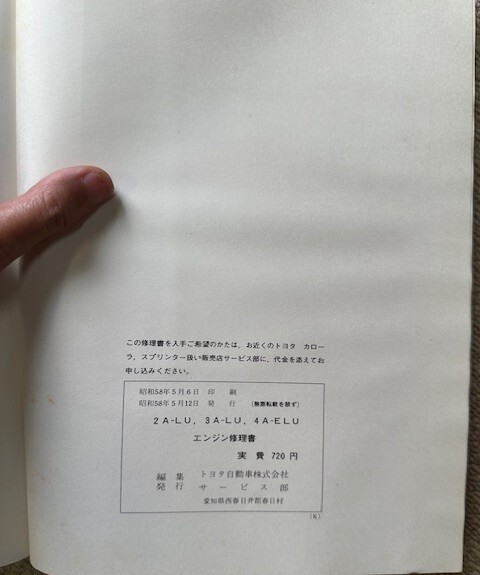 この修理書を入手ご希望のかたは、お近くのトヨタ カロー
ラ、スプリンター扱い販売店サービス部に、代金を添えてお
申し込みください。
昭和58年5月6日 印 刷
昭和58年5月12日 発 行 (無断転載を禁ず)
2A-LU, 3A-LU, 4A-ELU
エンジン修理書
実 費 720円
編 集 トヨタ自動車株式会社
発 行 サービス部
愛知県西春日井郡春日村
(K)